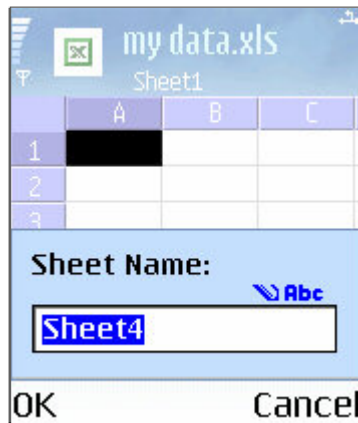 my data.xls
Sheet1
A B C
1
2
3
Sheet Name:
Abc
Sheet4
OK Cancel